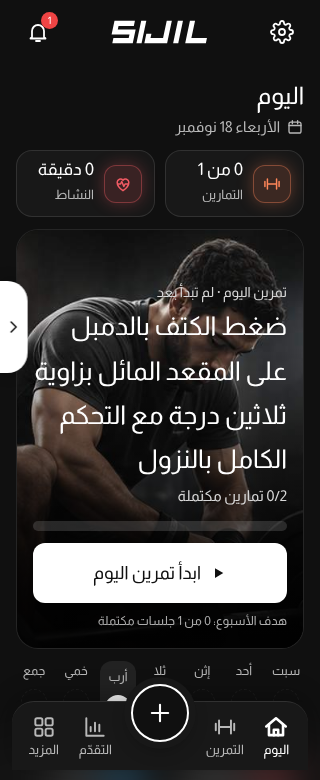 1
SIJIL
اليوم
الأربعاء 18 نوفمبر
0 من 1
التمارين
0 دقيقة
النشاط
تمرين اليوم · لم تبدأ بعد
ضغط الكتف بالدمبل
على المقعد المائل بزاوية
ثلاثين درجة مع التحكم
الكامل بالنزول
0/2 تمارين مكتملة
ابدأ تمرين اليوم
هدف الأسبوع: 0 من 1 جلسات مكتملة
سبت أحد إثن ثلا أرب خمي جمع
اليوم التمرين التقدّم المزيد